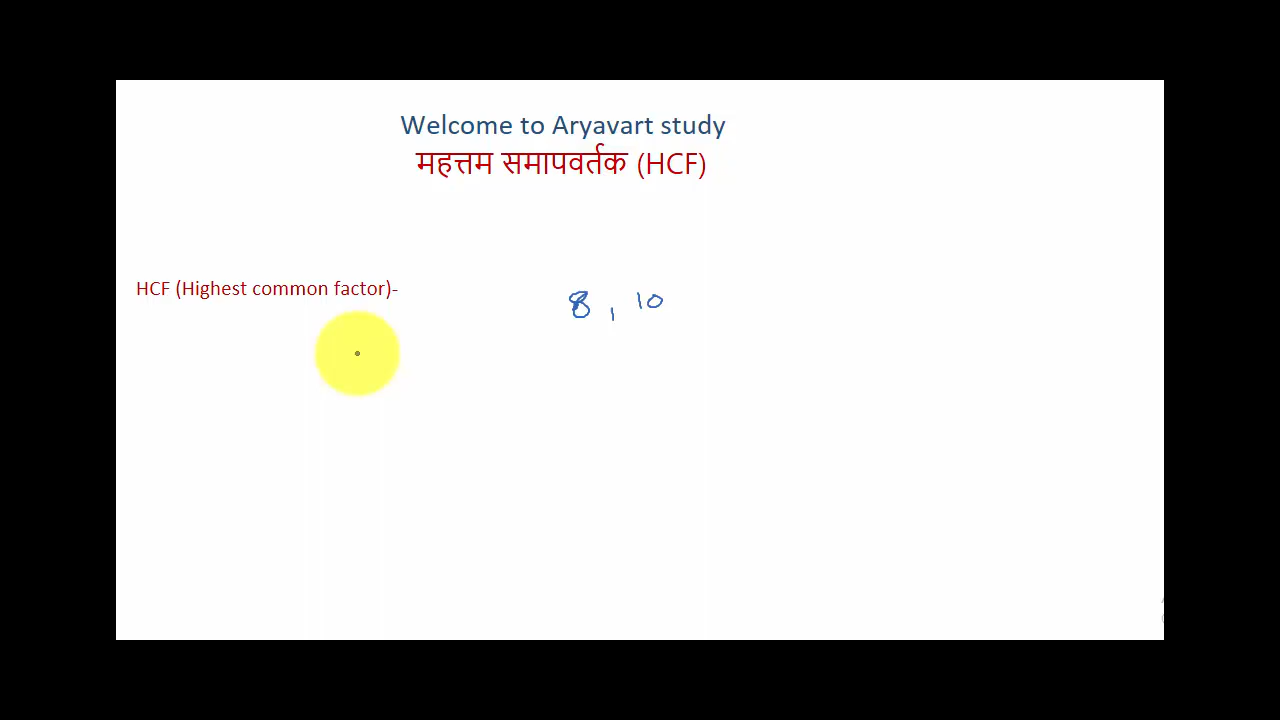 Welcome to Aryavart study
महत्तम समापवर्तक (HCF)
HCF (Highest common factor)-
8 , 10